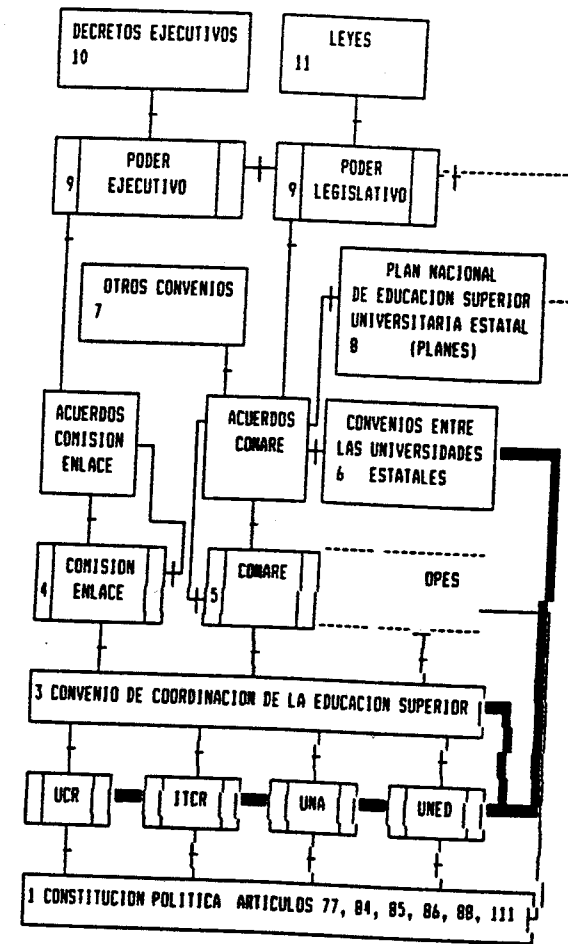 DECRETOS EJECUTIVOS
10
LEYES
11
PODER
9 EJECUTIVO
PODER
9 LEGISLATIVO
OTROS CONVENIOS
7
PLAN NACIONAL
DE EDUCACION SUPERIOR
UNIVERSITARIA ESTATAL
8 (PLANES)
ACUERDOS
COMISION
ENLACE
ACUERDOS
CONARE
CONVENIOS ENTRE
LAS UNIVERSIDADES
6 ESTATALES
COMISION
4 ENLACE
CONARE
5
OPES
3 CONVENIO DE COORDINACION DE LA EDUCACION SUPERIOR
UCR
ITCR
UNA
UNED
1 CONSTITUCION POLITICA ARTICULOS 77, 84, 85, 86, 88, 111